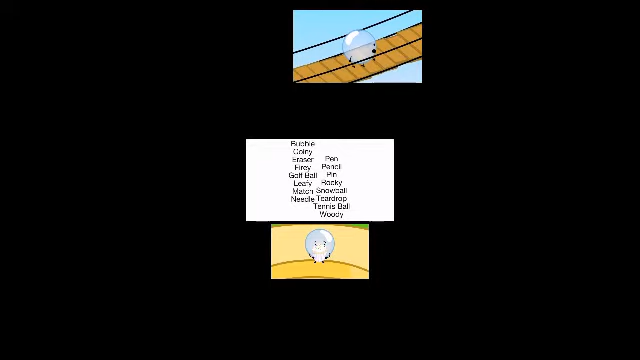 Bubble
Coiny
Eraser
Firey
Golf Ball
Leafy
Match
Needle
Pen
Pencil
Pin
Rocky
Snowball
Teardrop
Tennis Ball
Woody